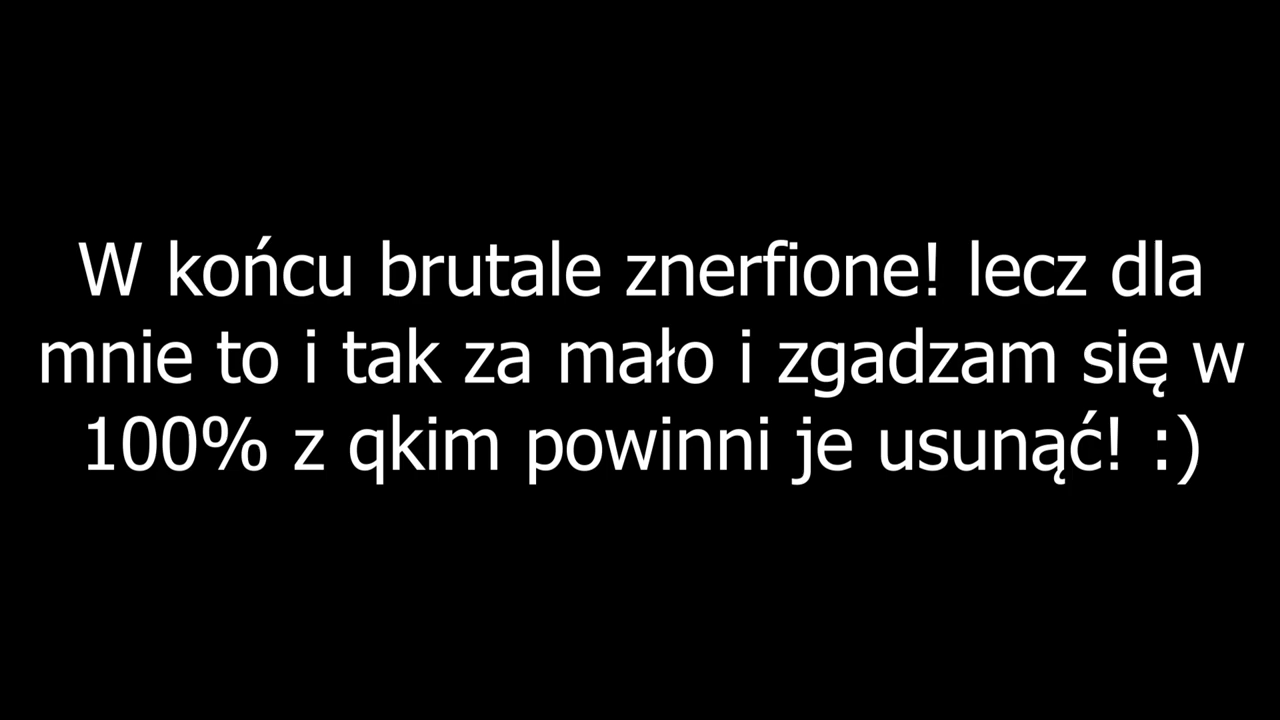 W końcu brutale znerfione! lecz dla
mnie to i tak za mało i zgadzam się w
100% z qkim powinni je usunąć! :)